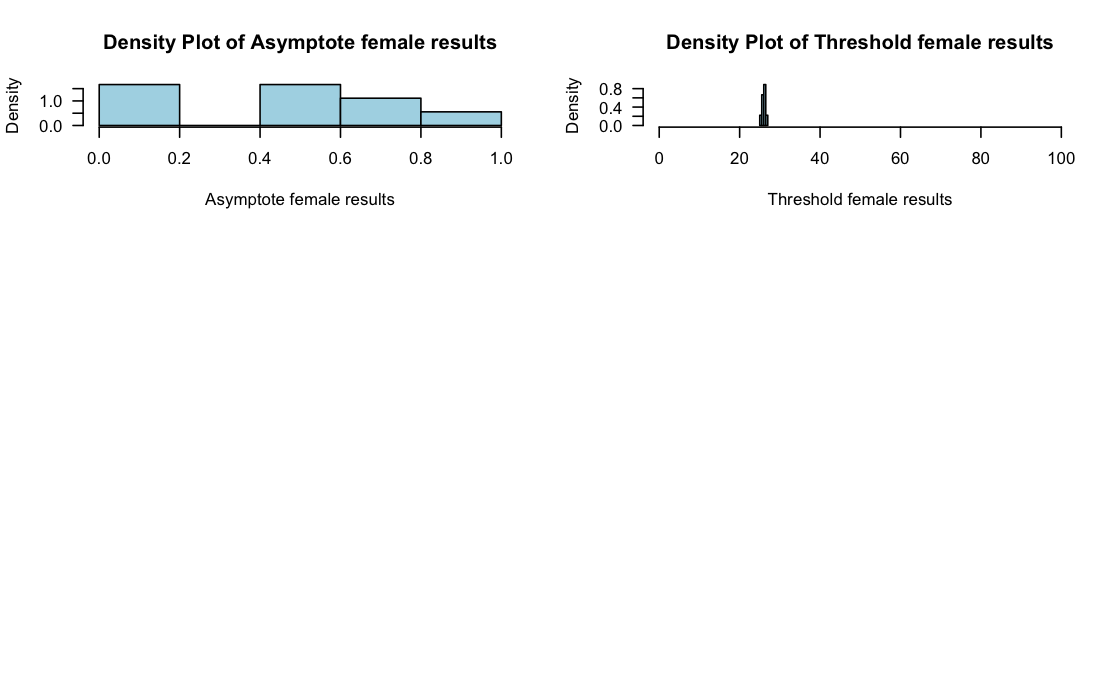 Density Plot of Asymptote female results
Density
1.0
0.0
0.0 0.2 0.4 0.6 0.8 1.0
Asymptote female results
Density Plot of Threshold female results
Density
0.8
0.4
0.0
0 20 40 60 80 100
Threshold female results